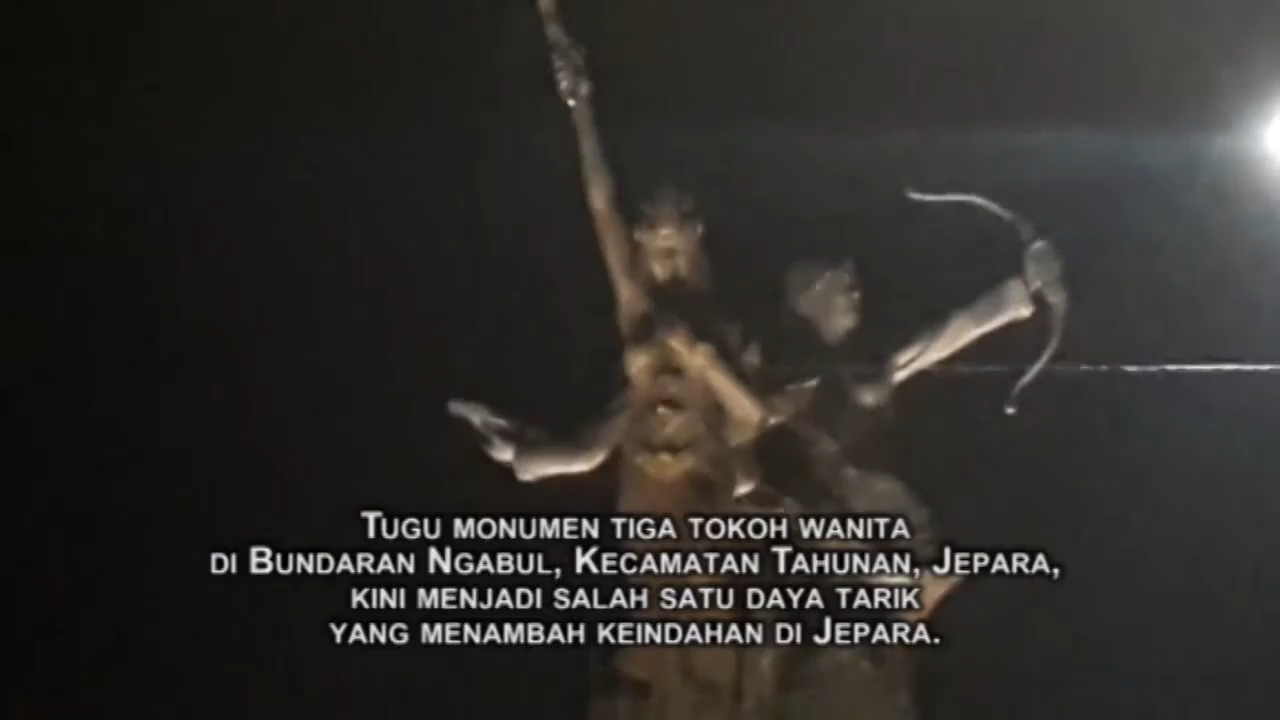 Tugu monumen tiga tokoh wanita
di Bundaran Ngabul, Kecamatan Tahunan, Jepara,
kini menjadi salah satu daya tarik
yang menambah keindahan di Jepara.